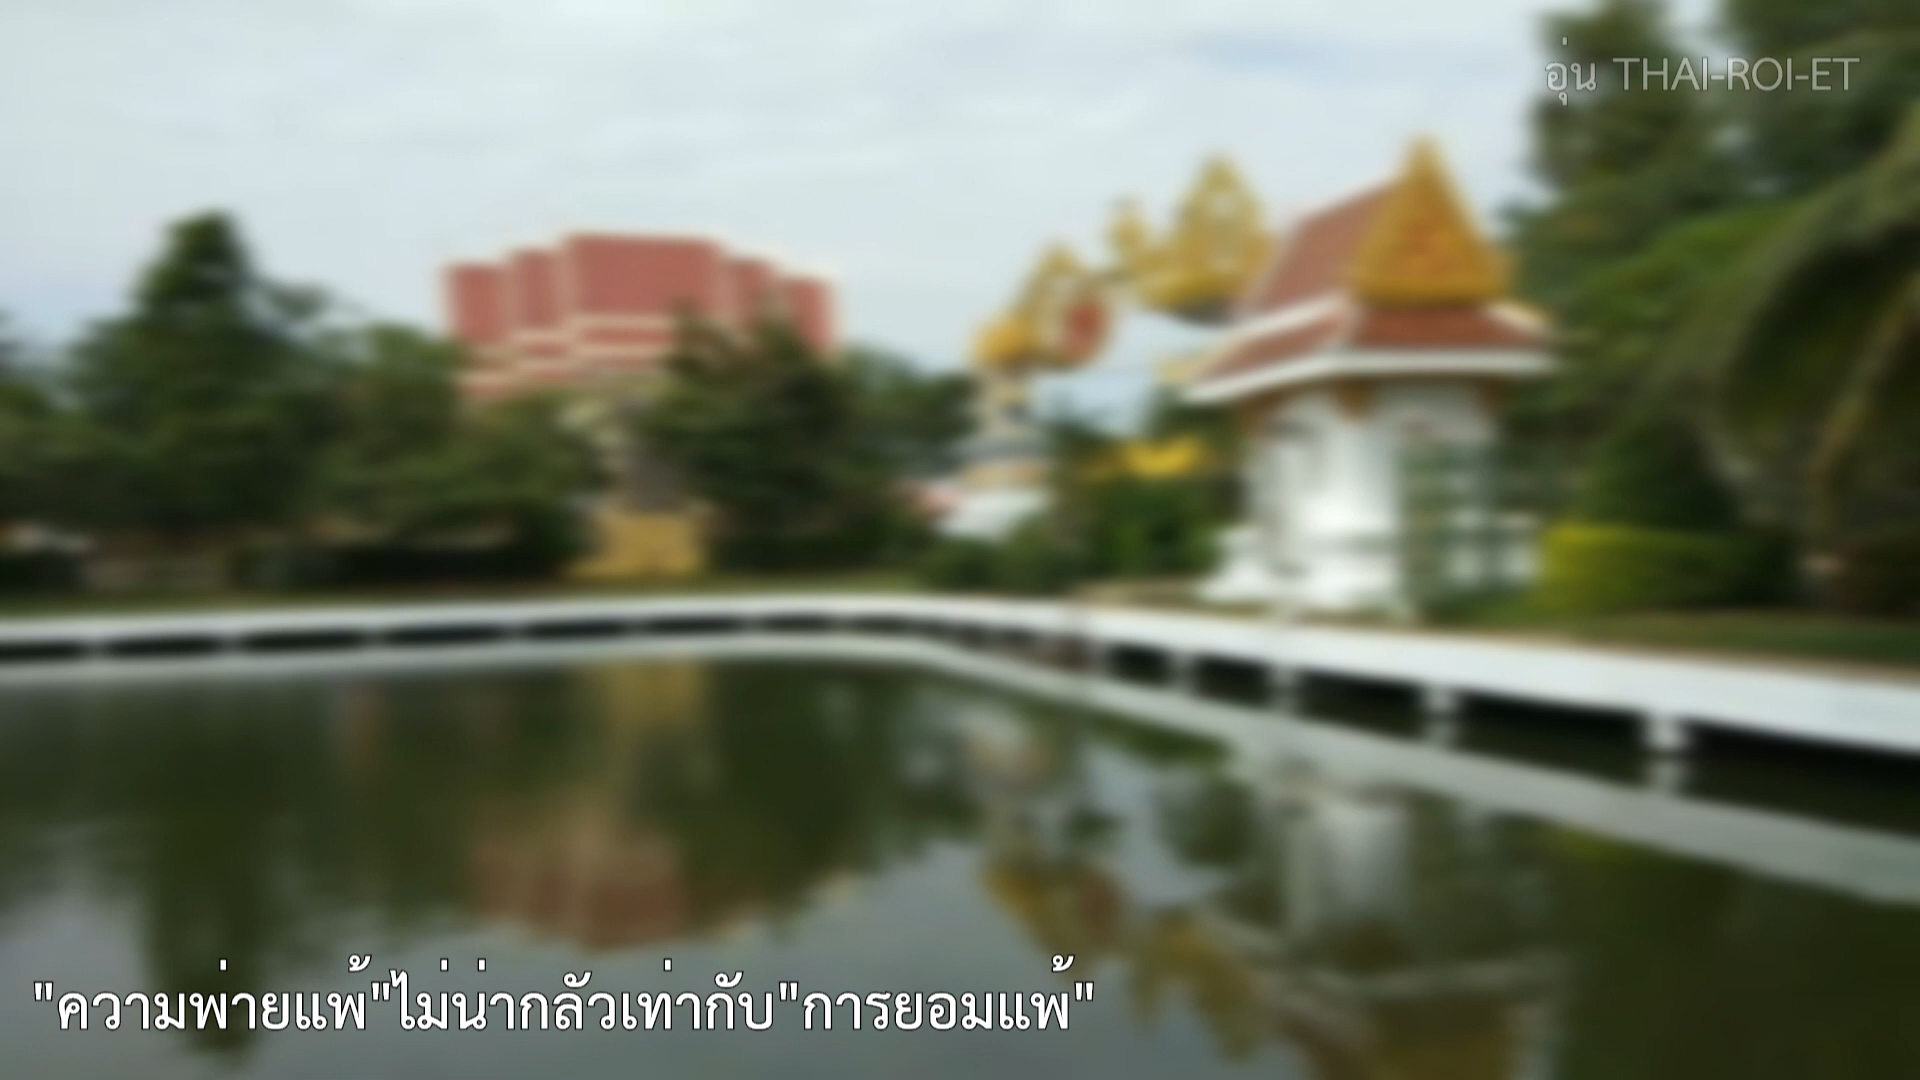 อุ่น THAI-ROI-ET
"ความพ่ายแพ้"ไม่น่ากลัวเท่ากับ"การยอมแพ้"